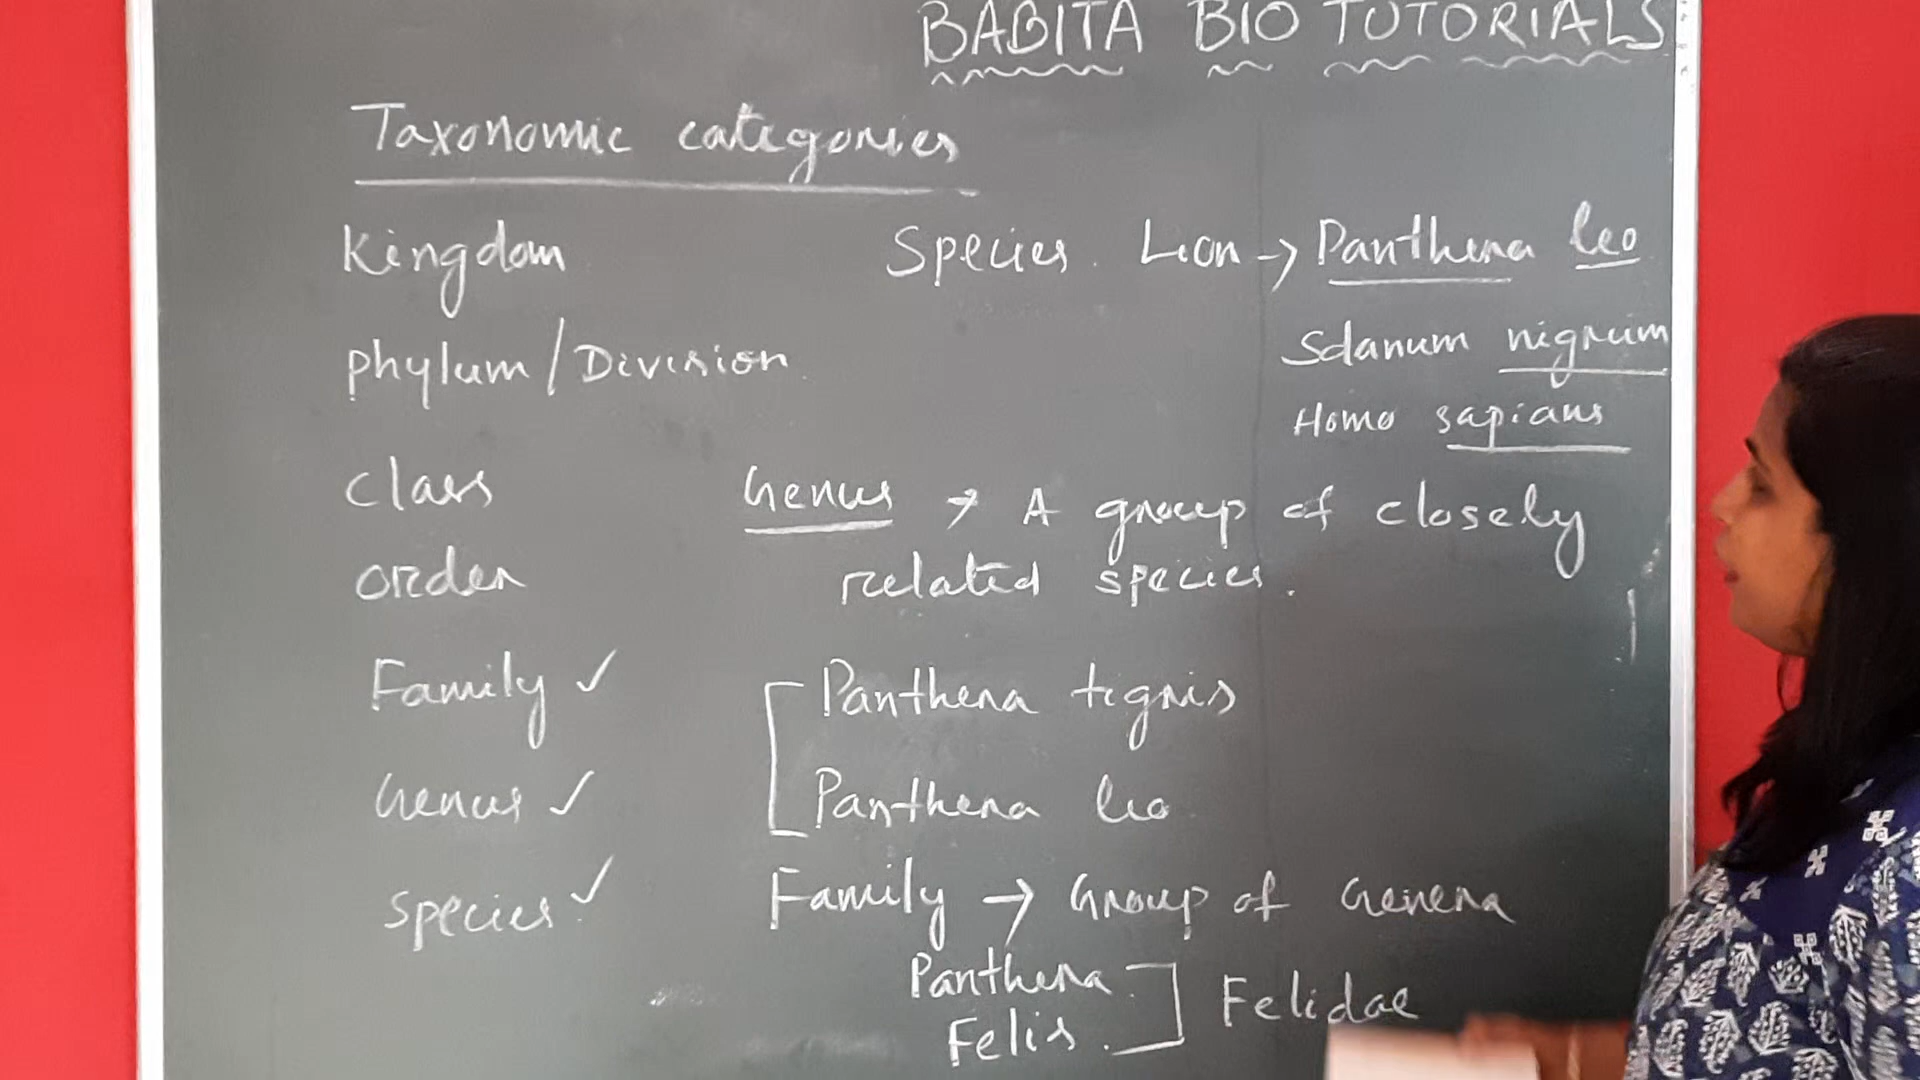 BABITA BIO TUTORIALS
Taxonomic categories
Kingdom
Phylum / Division
Class
Order
Family ✓
Genus ✓
Species ✓
Species. Lion → Panthera leo
Solanum nigrum
Homo sapians
Genus → A group of closely
related species.
Panthera tigris
Panthera leo
Family → Group of Genera
Panthera
Felis
Felidae